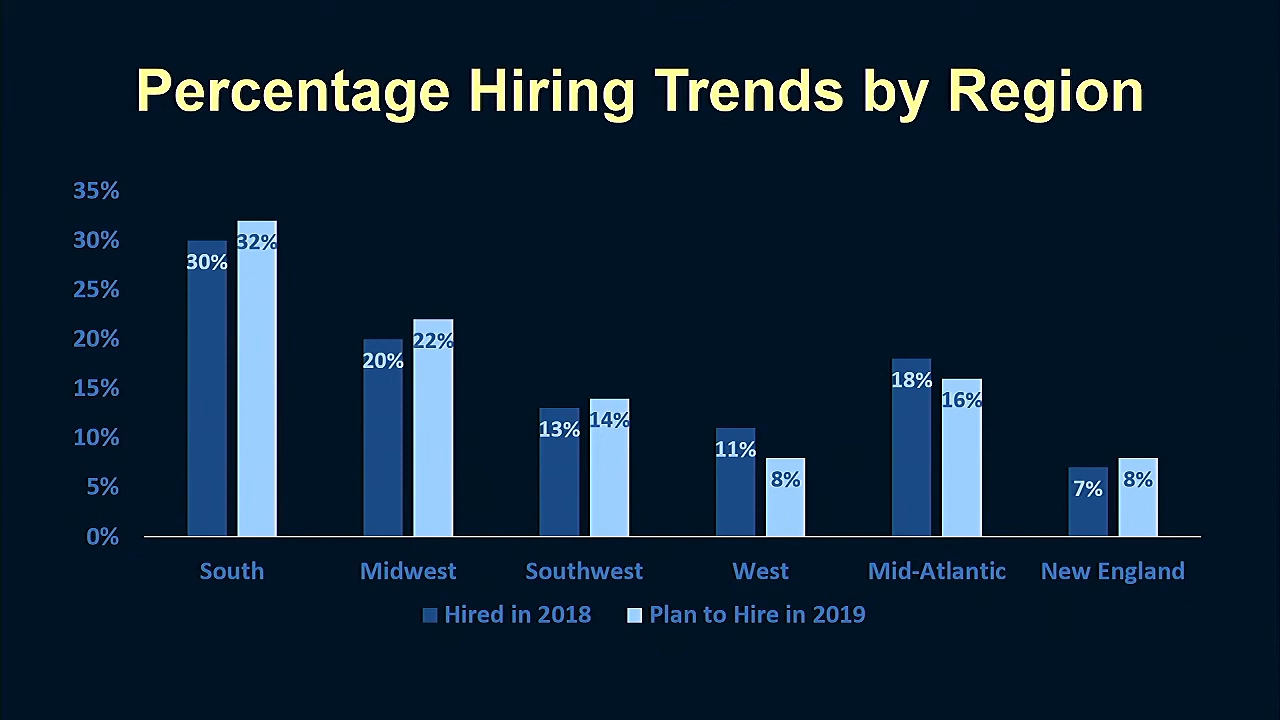 Percentage Hiring Trends by Region
35%
30%
25%
20%
15%
10%
5%
0%
30%
32%
20%
22%
13%
14%
11%
8%
18%
16%
7%
8%
South
Midwest
Southwest
West
Mid-Atlantic
New England
Hired in 2018
Plan to Hire in 2019